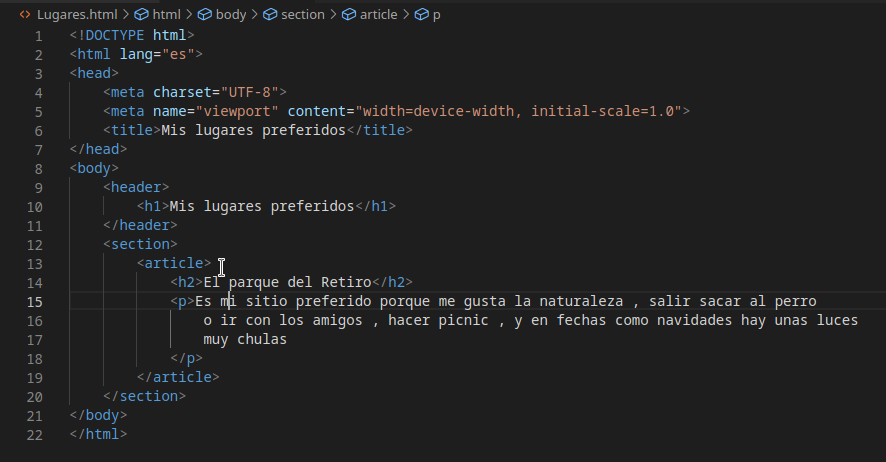 Lugares.html > html > body > section > article > p
1 <!DOCTYPE html>
2 <html lang="es">
3 <head>
4     <meta charset="UTF-8">
5     <meta name="viewport" content="width=device-width, initial-scale=1.0">
6     <title>Mis lugares preferidos</title>
7 </head>
8 <body>
9     <header>
10         <h1>Mis lugares preferidos</h1>
11     </header>
12     <section>
13         <article>
14             <h2>El parque del Retiro</h2>
15             <p>Es mi sitio preferido porque me gusta la naturaleza , salir sacar al perro
16                 o ir con los amigos , hacer picnic , y en fechas como navidades hay unas luces
17                 muy chulas
18             </p>
19         </article>
20     </section>
21 </body>
22 </html>